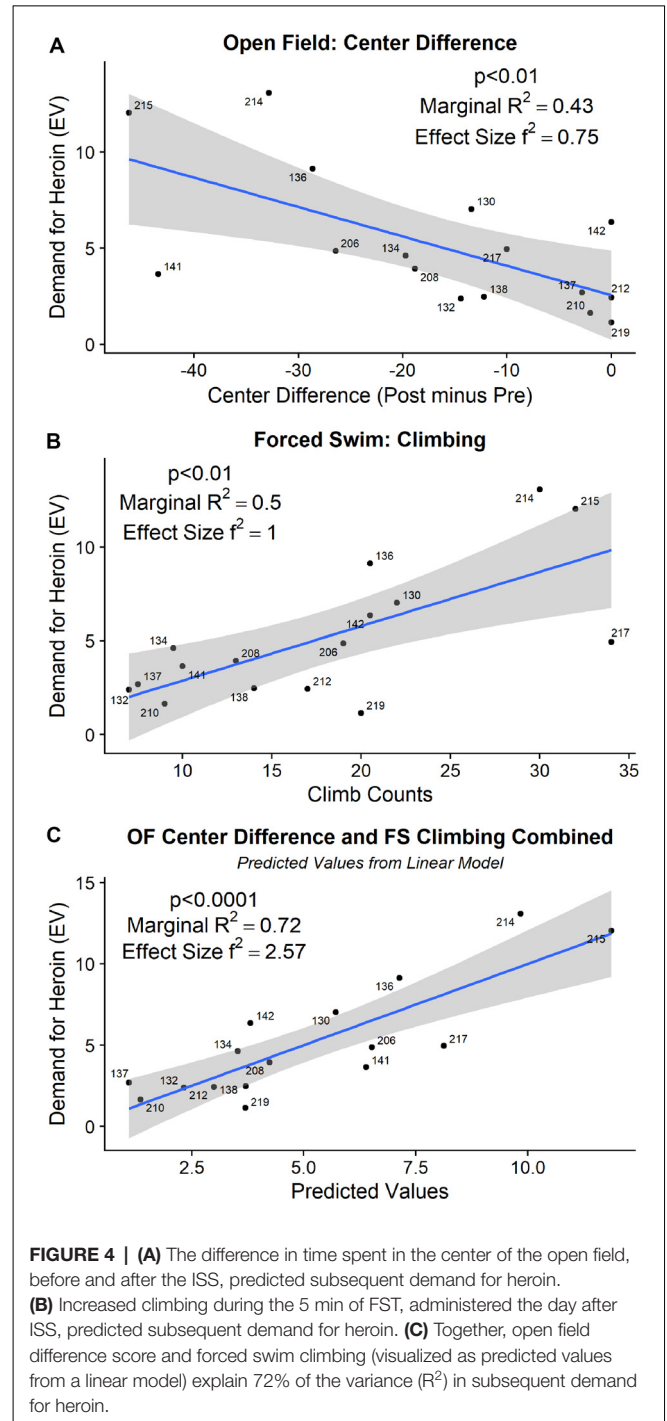 A
Open Field: Center Difference
p<0.01
Marginal R² = 0.43
Effect Size f² = 0.75
215
214
136
141
206
134
208
130
217
132
138
142
137
212
210
219
0
5
10
Demand for Heroin (EV)
-40
-30
-20
-10
0
Center Difference (Post minus Pre)
B
Forced Swim: Climbing
p<0.01
Marginal R² = 0.5
Effect Size f² = 1
214
215
136
130
142
217
134
208
206
137
141
132
138
212
210
219
0
5
10
Demand for Heroin (EV)
10
15
20
25
30
35
Climb Counts
C
OF Center Difference and FS Climbing Combined
Predicted Values from Linear Model
p<0.0001
Marginal R² = 0.72
Effect Size f² = 2.57
214
215
136
142
130
134
206
217
208
141
137
132
138
210
212
219
0
5
10
15
Demand for Heroin (EV)
2.5
5.0
7.5
10.0
Predicted Values
FIGURE 4 | (A) The difference in time spent in the center of the open field,
before and after the ISS, predicted subsequent demand for heroin.
(B) Increased climbing during the 5 min of FST, administered the day after
ISS, predicted subsequent demand for heroin. (C) Together, open field
difference score and forced swim climbing (visualized as predicted values
from a linear model) explain 72% of the variance (R²) in subsequent demand
for heroin.